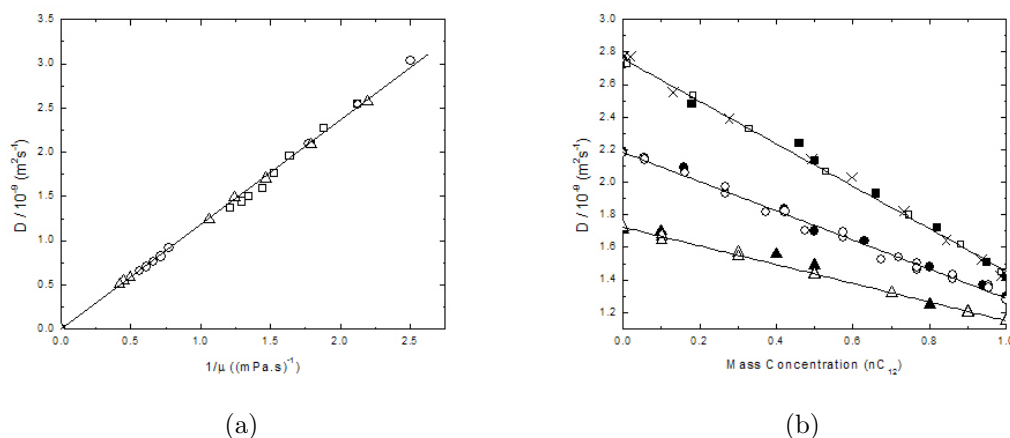 3.5
3.0
2.5
2.0
1.5
1.0
0.5
0.0
D / 10⁻⁹ (m²s⁻¹)
0.0 0.5 1.0 1.5 2.0 2.5
1/μ ((mPa.s)⁻¹)
(a)
3.0
2.8
2.6
2.4
2.2
2.0
1.8
1.6
1.4
1.2
D / 10⁻⁹ (m²s⁻¹)
0.0 0.2 0.4 0.6 0.8 1.0
Mass Concentration (nC₁₂)
(b)